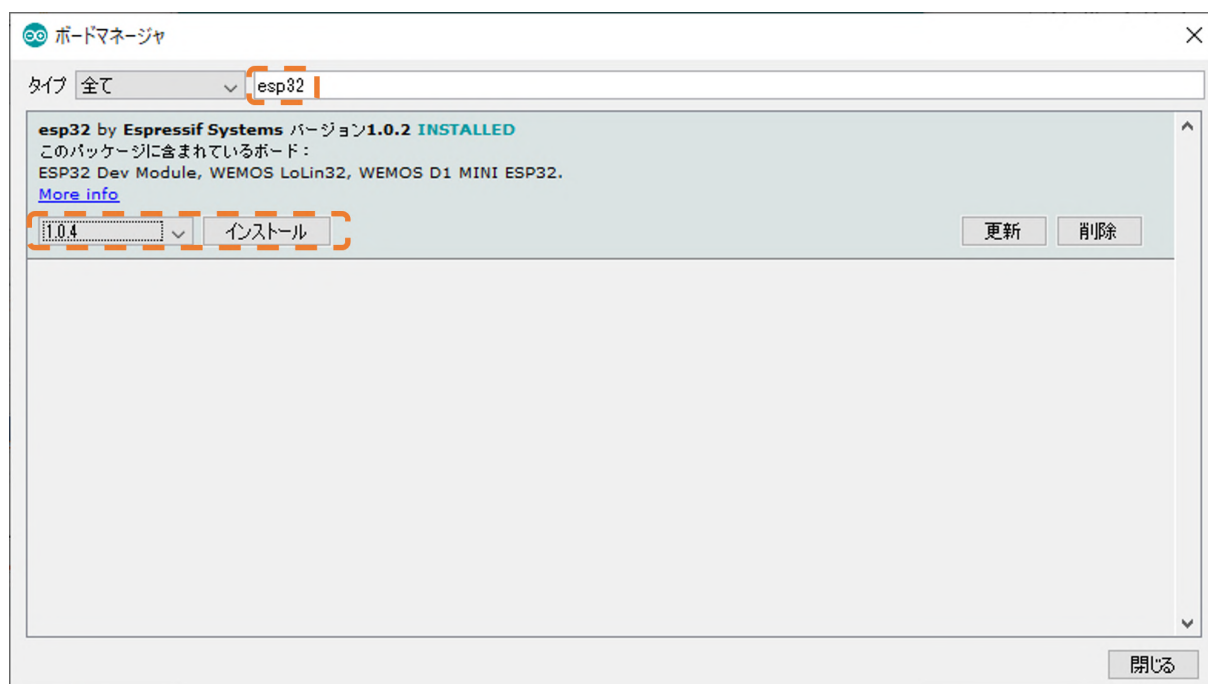 ボードマネージャ
タイプ 全て esp32
esp32 by Espressif Systems バージョン1.0.2 INSTALLED
このパッケージに含まれているボード：
ESP32 Dev Module, WEMOS LoLin32, WEMOS D1 MINI ESP32.
More info
1.0.4 インストール 更新 削除
閉じる